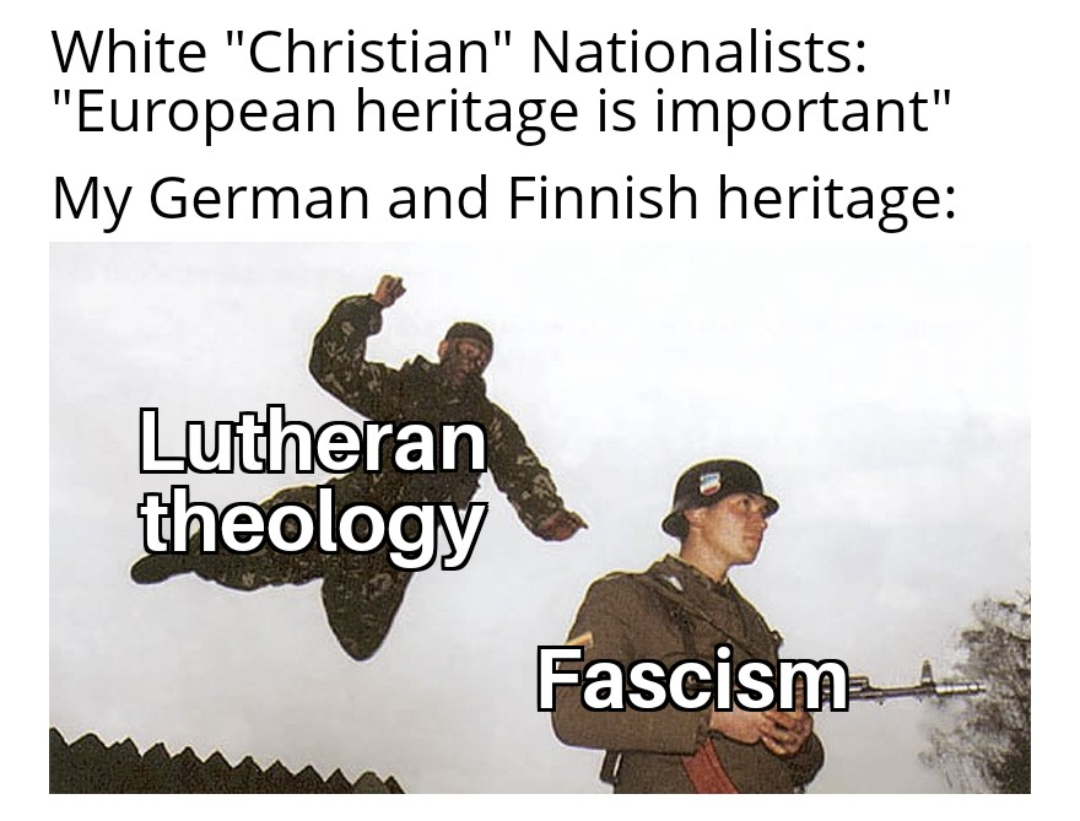 White "Christian" Nationalists:
"European heritage is important"
My German and Finnish heritage:
Lutheran
theology
Fascism